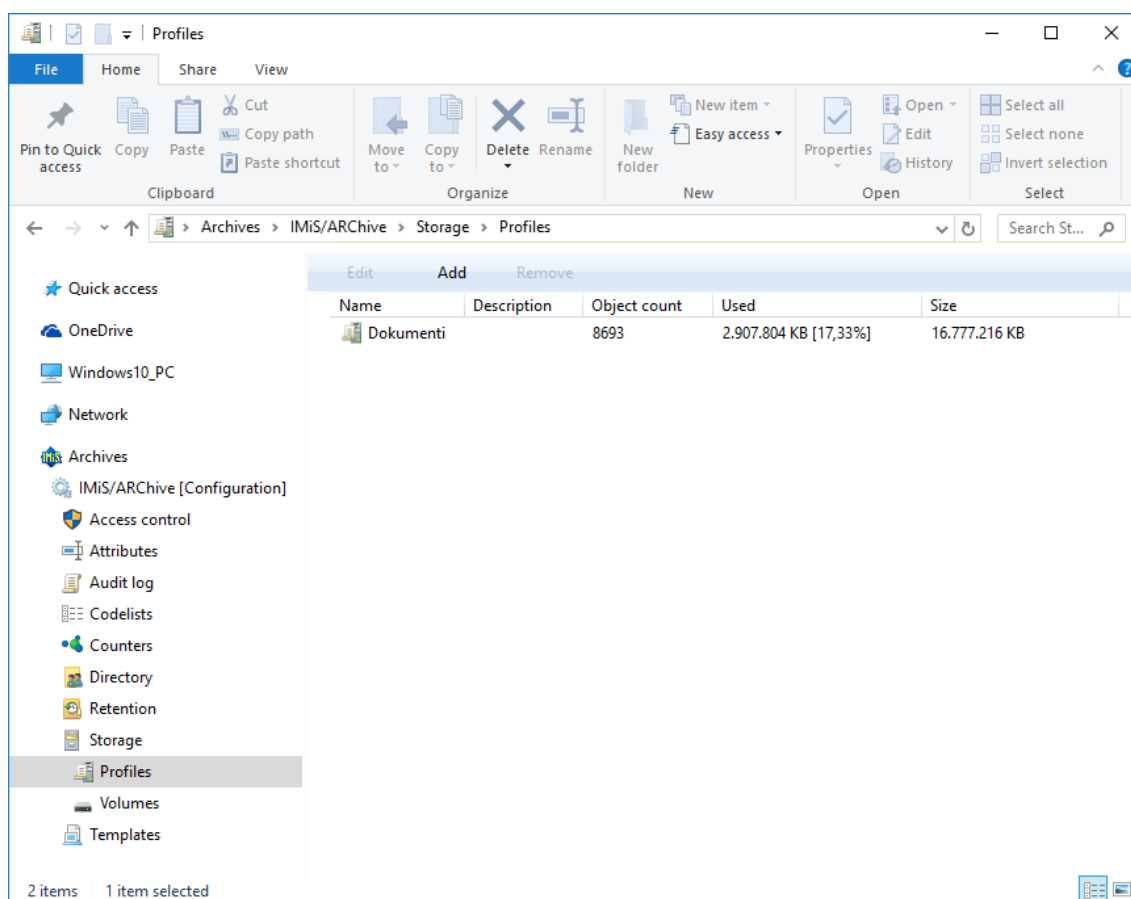 Profiles
File Home Share View
Pin to Quick access
Copy
Paste
Cut
Copy path
Paste shortcut
Clipboard
Move to
Copy to
Delete
Rename
Organize
New folder
New item
Easy access
New
Properties
Open
Edit
History
Open
Select all
Select none
Invert selection
Select
Archives > IMiS/ARChive > Storage > Profiles
Search St...
Quick access
OneDrive
Windows10_PC
Network
Archives
IMiS/ARChive [Configuration]
Access control
Attributes
Audit log
Codelists
Counters
Directory
Retention
Storage
Profiles
Volumes
Templates
Edit Add Remove
Name Description Object count Used Size
Dokumenti 8693 2.907.804 KB [17,33%] 16.777.216 KB
2 items 1 item selected